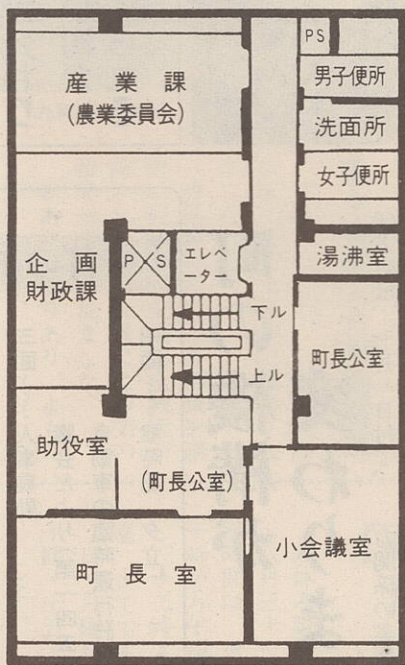 産業課
(農業委員会)
PS
男子便所
洗面所
女子便所
湯沸室
企画
財政課
PS
エレベ
ーター
下ル
上ル
町長公室
助役室
(町長公室)
町長室
小会議室